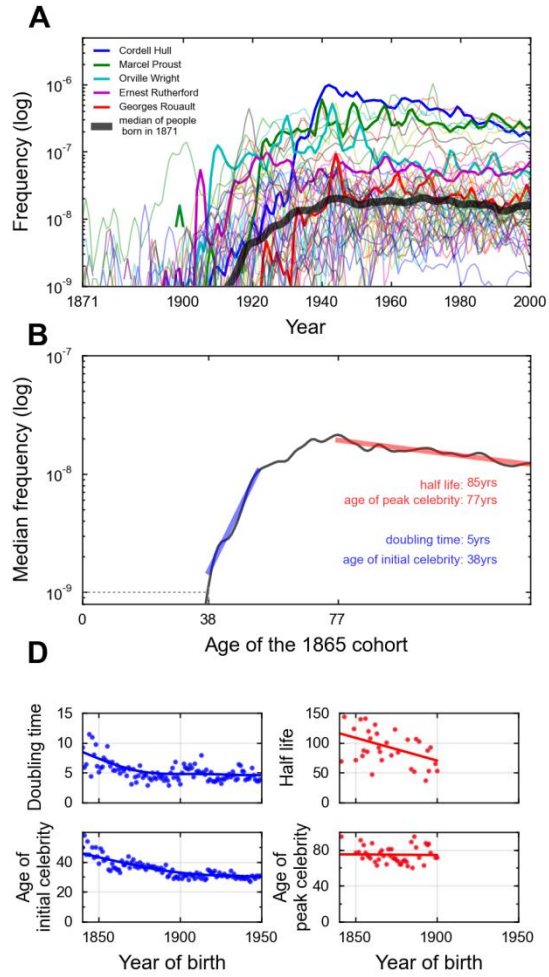 A
Cordell Hull
Marcel Proust
Orville Wright
Ernest Rutherford
Georges Rouault
median of people
born in 1871
Frequency (log)
10⁻⁶
10⁻⁷
10⁻⁸
10⁻⁹
1871 1900 1920 1940 1960 1980 2000
Year
B
Median frequency (log)
10⁻⁷
10⁻⁸
10⁻⁹
half life: 85yrs
age of peak celebrity: 77yrs
doubling time: 5yrs
age of initial celebrity: 38yrs
0 38 77
Age of the 1865 cohort
D
Doubling time
15
10
5
0
Half life
150
100
50
0
Age of
initial celebrity
40
20
0
1850 1900 1950
Year of birth
Age of
peak celebrity
80
40
0
1850 1900 1950
Year of birth